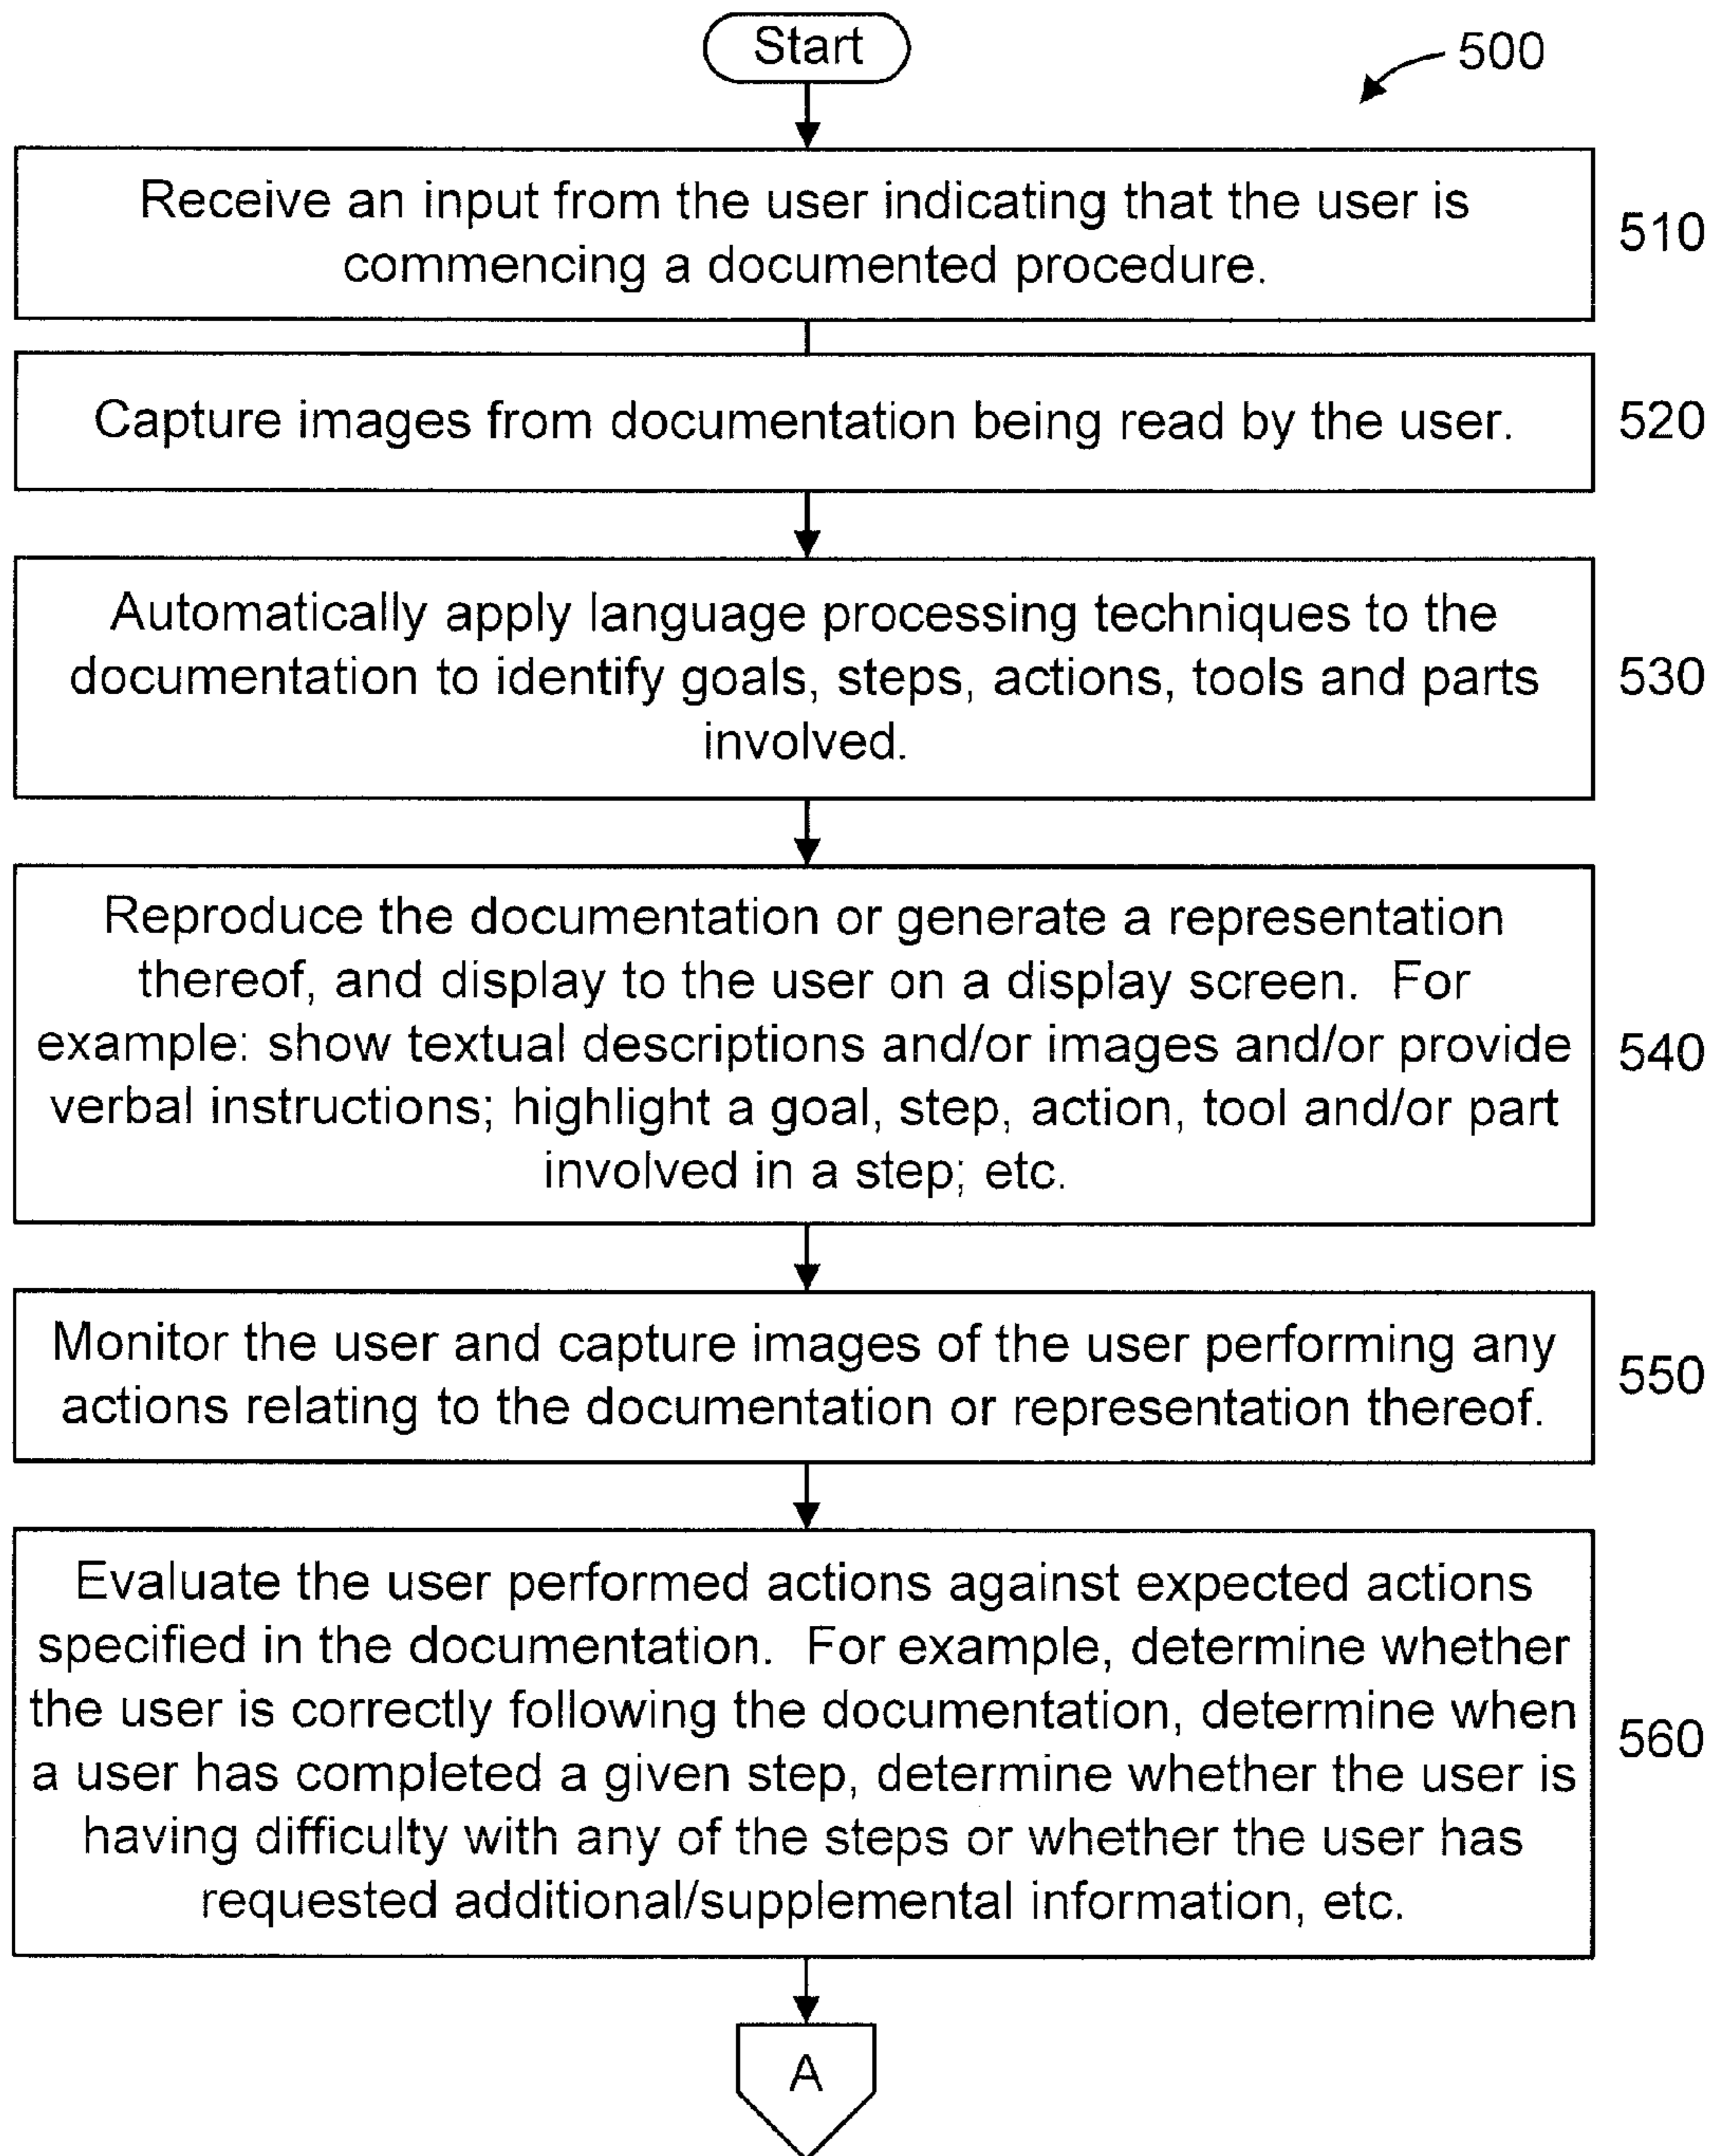 Start
500
Receive an input from the user indicating that the user is
commencing a documented procedure.
510
Capture images from documentation being read by the user.
520
Automatically apply language processing techniques to the
documentation to identify goals, steps, actions, tools and parts
involved.
530
Reproduce the documentation or generate a representation
thereof, and display to the user on a display screen.  For
example: show textual descriptions and/or images and/or provide
verbal instructions; highlight a goal, step, action, tool and/or part
involved in a step; etc.
540
Monitor the user and capture images of the user performing any
actions relating to the documentation or representation thereof.
550
Evaluate the user performed actions against expected actions
specified in the documentation.  For example, determine whether
the user is correctly following the documentation, determine when
a user has completed a given step, determine whether the user is
having difficulty with any of the steps or whether the user has
requested additional/supplemental information, etc.
560
A